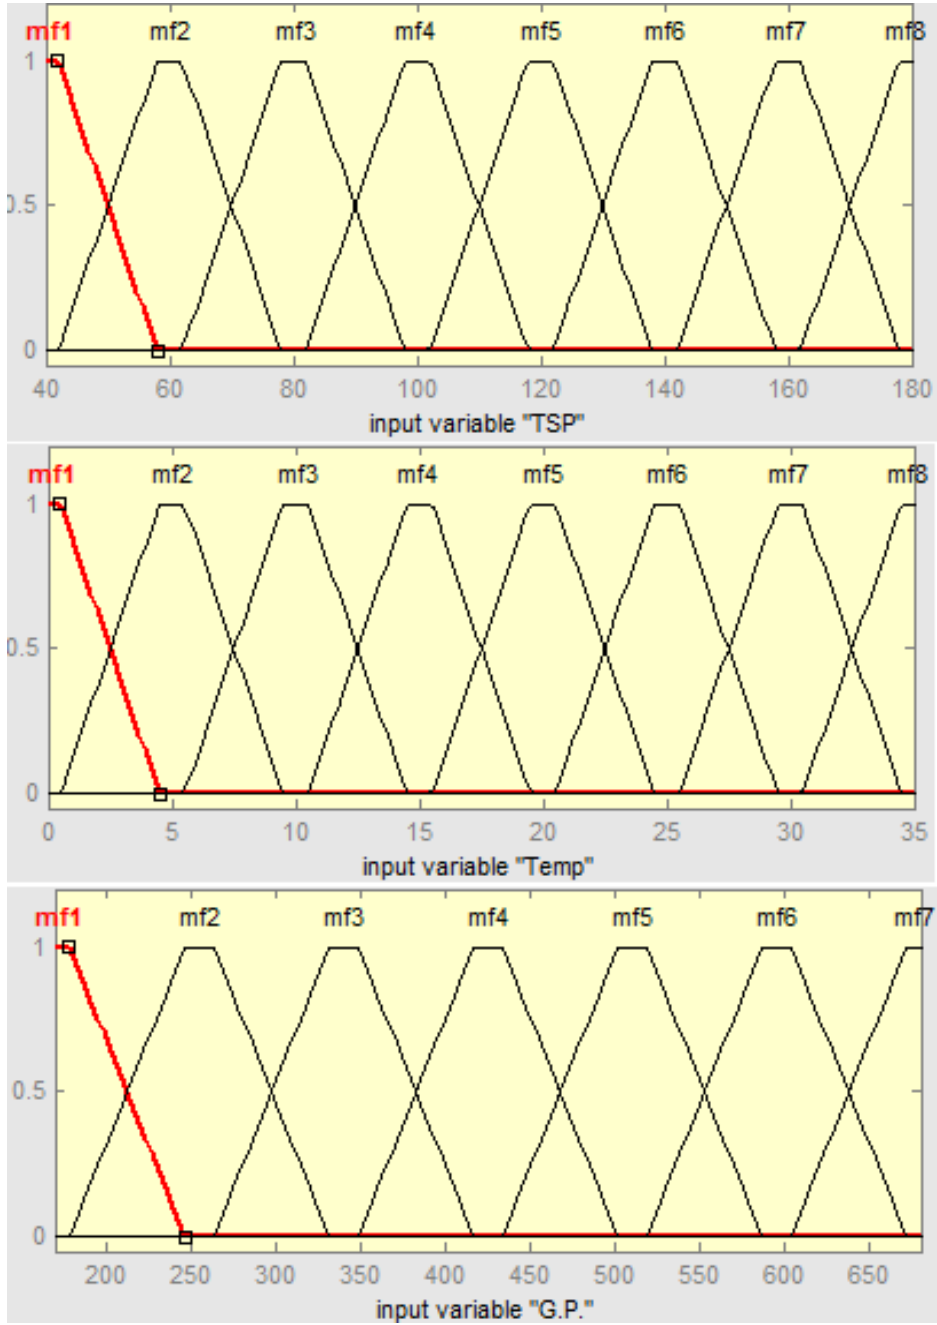 mf1 mf2 mf3 mf4 mf5 mf6 mf7 mf8
1
0.5
0
40 60 80 100 120 140 160 180
input variable "TSP"
mf1 mf2 mf3 mf4 mf5 mf6 mf7 mf8
1
0.5
0
0 5 10 15 20 25 30 35
input variable "Temp"
mf1 mf2 mf3 mf4 mf5 mf6 mf7
1
0.5
0
200 250 300 350 400 450 500 550 600 650
input variable "G.P."